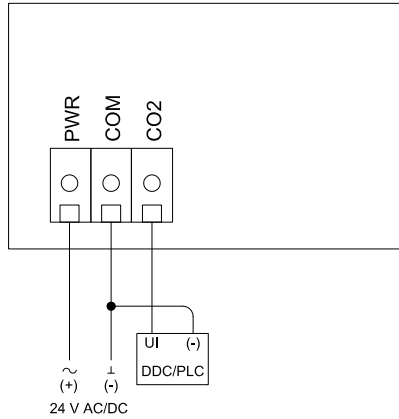 PWR COM CO2
UI (-)
DDC/PLC
~ ⊥
(+) (-)
24 V AC/DC